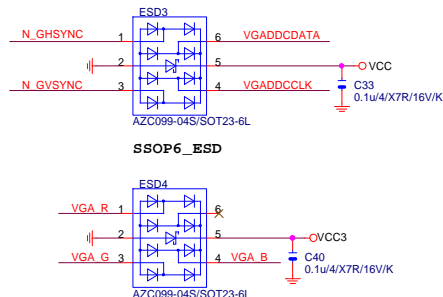 ESD3
N_GHSYNC 1 6 VGADDCDATA
2 5 VCC
N_GVSYNC 3 4 VGADDCCLK
C33
0.1u/4/X7R/16V/K
AZC099-04S/SOT23-6L
SSOP6_ESD
ESD4
VGA_R 1 6
2 5 VCC3
VGA_G 3 4 VGA_B
C40
0.1u/4/X7R/16V/K
AZC099-04S/SOT23-6L